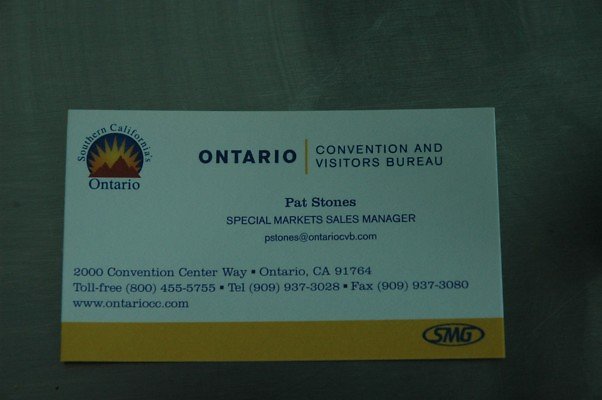 Southern California's
Ontario
ONTARIO
CONVENTION AND
VISITORS BUREAU
Pat Stones
SPECIAL MARKETS SALES MANAGER
pstones@ontariocvb.com
2000 Convention Center Way ▪ Ontario, CA 91764
Toll-free (800) 455-5755 ▪ Tel (909) 937-3028 ▪ Fax (909) 937-3080
www.ontariocc.com
SMG